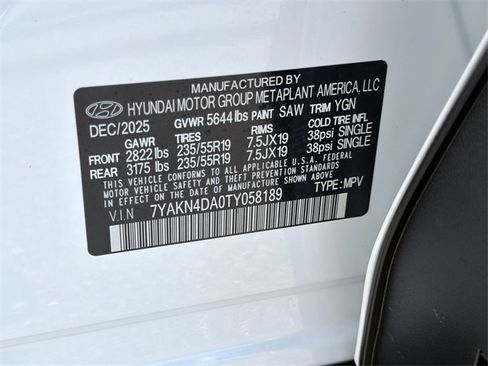 MANUFACTURED BY
HYUNDAI MOTOR GROUP METAPLANT AMERICA, LLC
DEC/2025 GVWR 5644 lbs PAINT SAW TRIM YGN
GAWR TIRES RIMS COLD TIRE INFL
FRONT 2822 lbs 235/55R19 7.5JX19 38psi SINGLE
REAR 3175 lbs 235/55R19 7.5JX19 38psi SINGLE
THIS VEHICLE CONFORMS TO ALL APPLICABLE U.S.A. FEDERAL
MOTOR VEHICLE SAFETY AND THEFT PREVENTION STANDARDS
IN EFFECT ON THE DATE OF MANUFACTURE SHOWN ABOVE.
V.I.N 7YAKN4DA0TY058189 TYPE: MPV